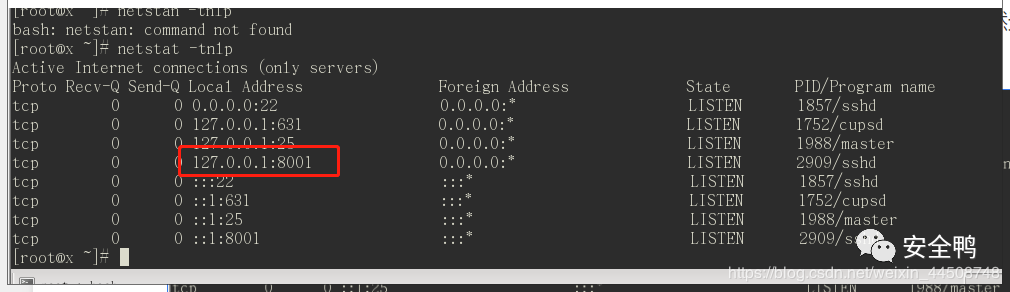 [root@x ~]# netstan -tnlp
bash: netstan: command not found
[root@x ~]# netstat -tnlp
Active Internet connections (only servers)
Proto Recv-Q Send-Q Local Address Foreign Address State PID/Program name
tcp 0 0 0.0.0.0:22 0.0.0.0:* LISTEN 1857/sshd
tcp 0 0 127.0.0.1:631 0.0.0.0:* LISTEN 1752/cupsd
tcp 0 0 127.0.0.1:25 0.0.0.0:* LISTEN 1988/master
tcp 0 0 127.0.0.1:8001 0.0.0.0:* LISTEN 2909/sshd
tcp 0 0 :::22 :::* LISTEN 1857/sshd
tcp 0 0 ::1:631 :::* LISTEN 1752/cupsd
tcp 0 0 ::1:25 :::* LISTEN 1988/master
tcp 0 0 ::1:8001 :::* LISTEN 2909/sshd
[root@x ~]#
安全鸭
https://blog.csdn.net/weixin_44508748
0 0 ::1:25 :::* LISTEN 1988/master